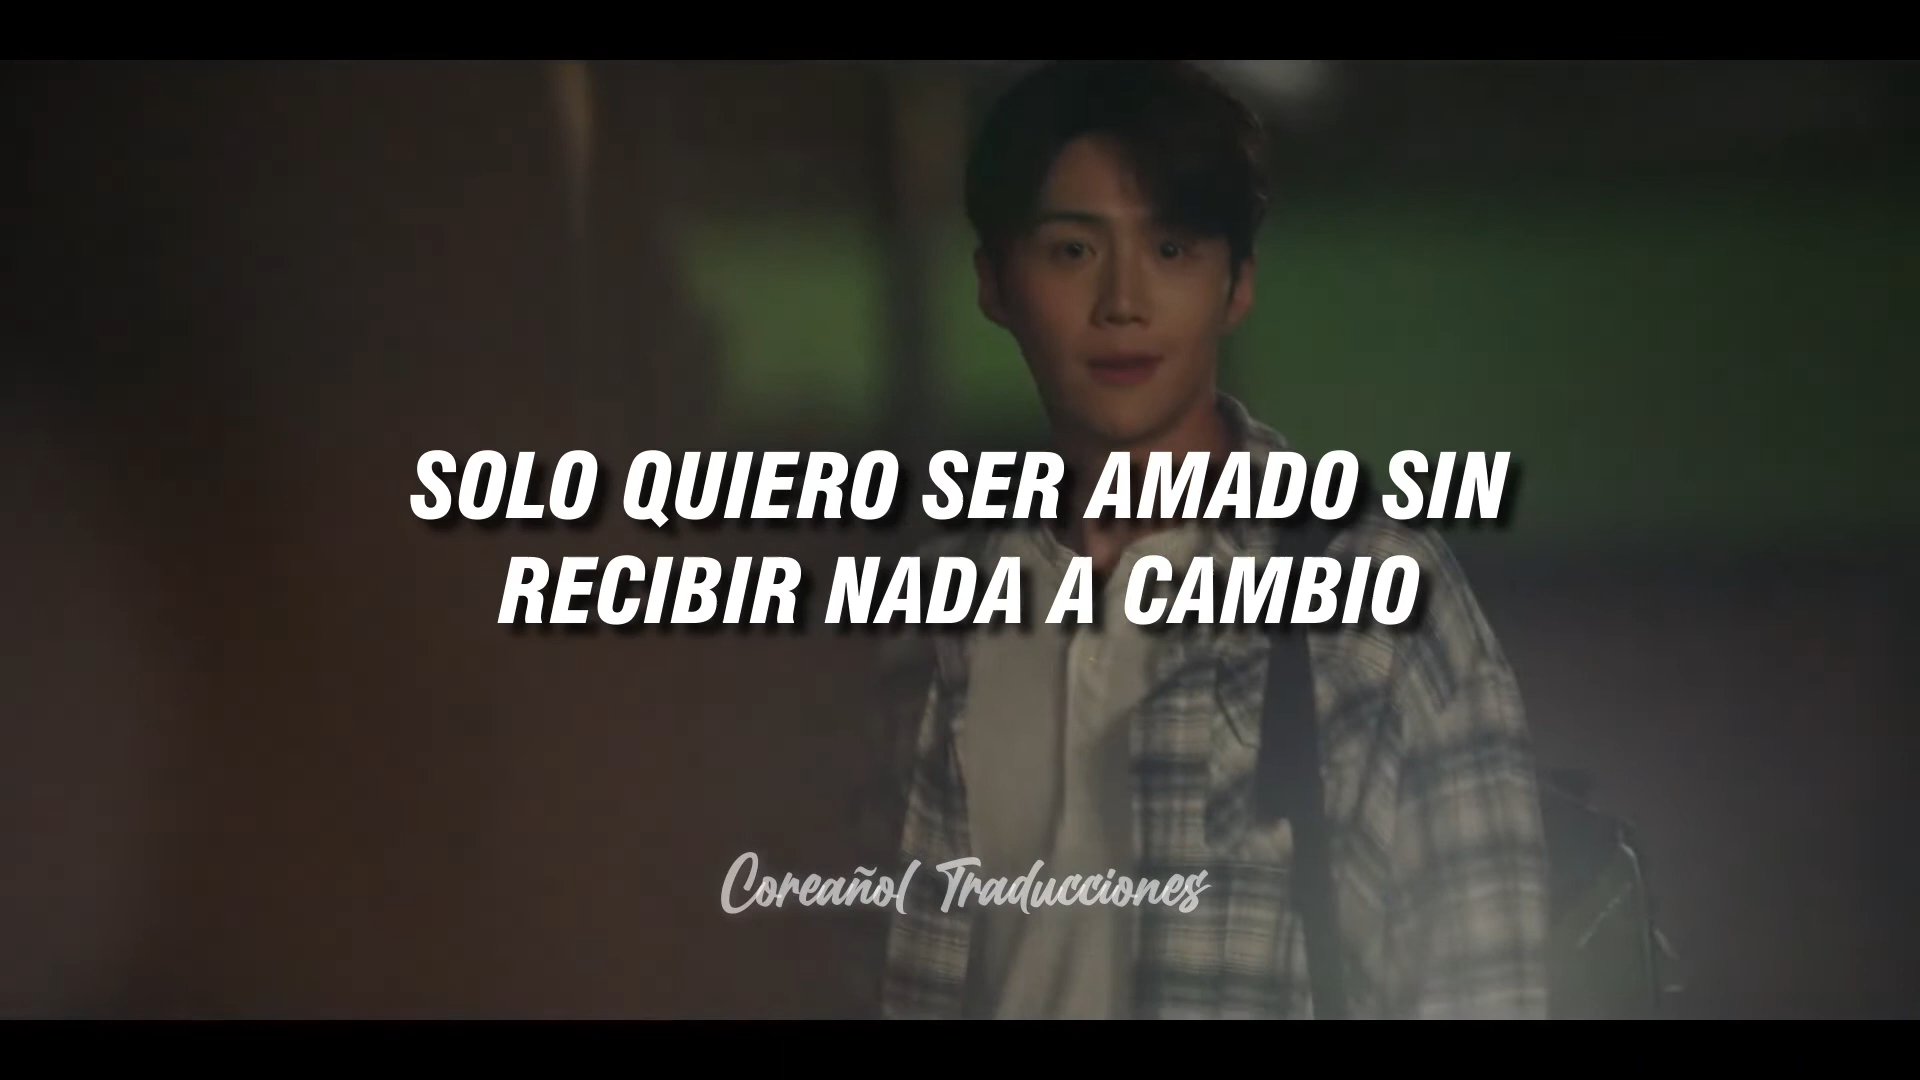 SOLO QUIERO SER AMADO SIN
RECIBIR NADA A CAMBIO
Coreañol Traducciones